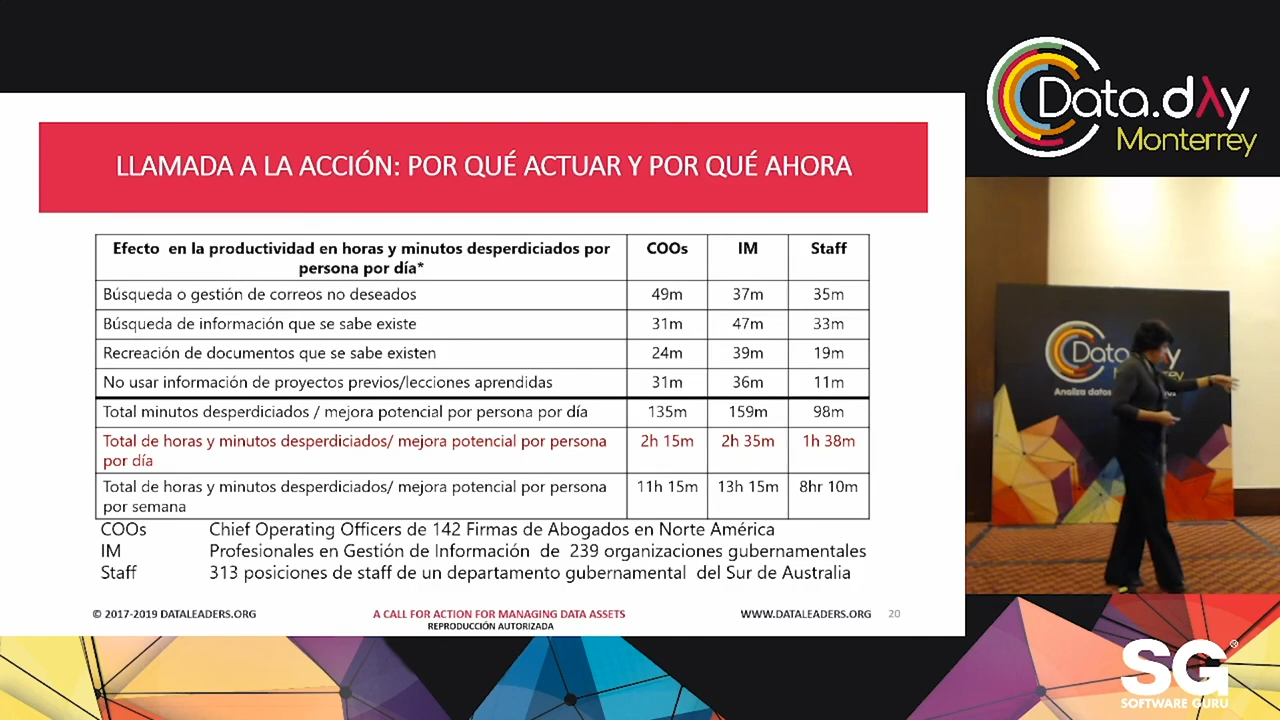 Data.dλy
Monterrey
LLAMADA A LA ACCIÓN: POR QUÉ ACTUAR Y POR QUÉ AHORA
Efecto en la productividad en horas y minutos desperdiciados por
persona por día* COOs IM Staff
Búsqueda o gestión de correos no deseados 49m 37m 35m
Búsqueda de información que se sabe existe 31m 47m 33m
Recreación de documentos que se sabe existen 24m 39m 19m
No usar información de proyectos previos/lecciones aprendidas 31m 36m 11m
Total minutos desperdiciados / mejora potencial por persona por día 135m 159m 98m
Total de horas y minutos desperdiciados/ mejora potencial por persona 2h 15m 2h 35m 1h 38m
por día
Total de horas y minutos desperdiciados/ mejora potencial por persona 11h 15m 13h 15m 8hr 10m
por semana
COOs Chief Operating Officers de 142 Firmas de Abogados en Norte América
IM Profesionales en Gestión de Información de 239 organizaciones gubernamentales
Staff 313 posiciones de staff de un departamento gubernamental del Sur de Australia
© 2017-2019 DATALEADERS.ORG A CALL FOR ACTION FOR MANAGING DATA ASSETS WWW.DATALEADERS.ORG 20
REPRODUCCIÓN AUTORIZADA
Data
Monterrey
Analiza datos
SG®
SOFTWARE GURU